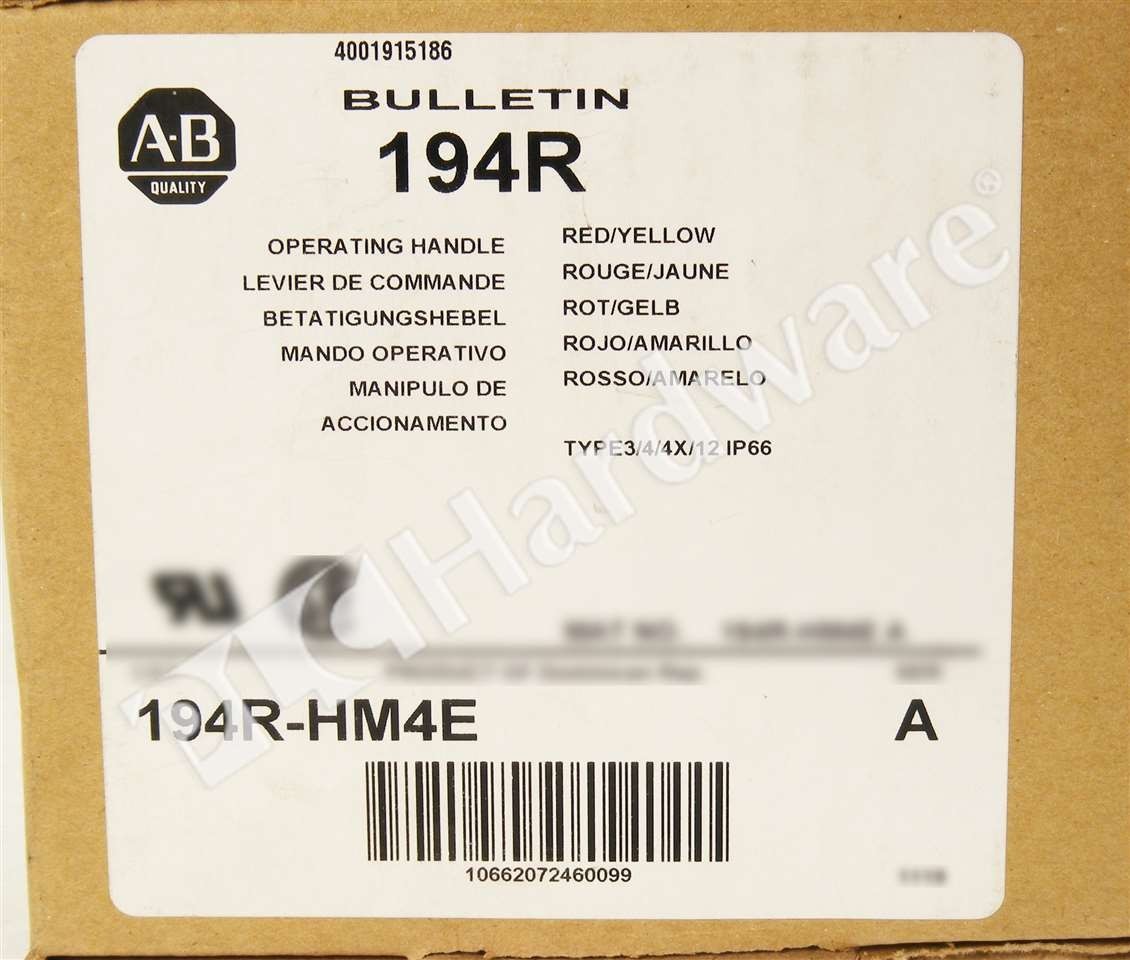 4001915186
BULLETIN
194R
A-B
QUALITY
OPERATING HANDLE
LEVIER DE COMMANDE
BETATIGUNGSHEBEL
MANDO OPERATIVO
MANIPULO DE
ACCIONAMENTO
RED/YELLOW
ROUGE/JAUNE
ROT/GELB
ROJO/AMARILLO
ROSSO/AMARELO
TYPE3/4/4X/12 IP66
PLCHardware®
194R-HM4E A
10662072460099